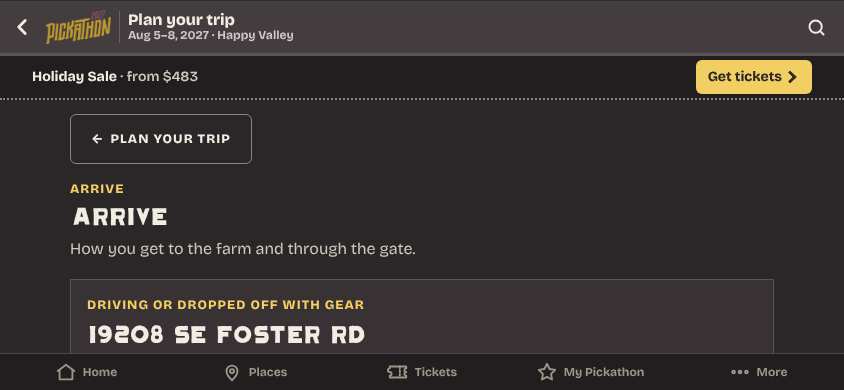 PICKATHON
Plan your trip
Aug 5–8, 2027 · Happy Valley
Holiday Sale · from $483
Get tickets
← PLAN YOUR TRIP
ARRIVE
ARRIVE
How you get to the farm and through the gate.
DRIVING OR DROPPED OFF WITH GEAR
19208 SE FOSTER RD
Home
Places
Tickets
My Pickathon
More